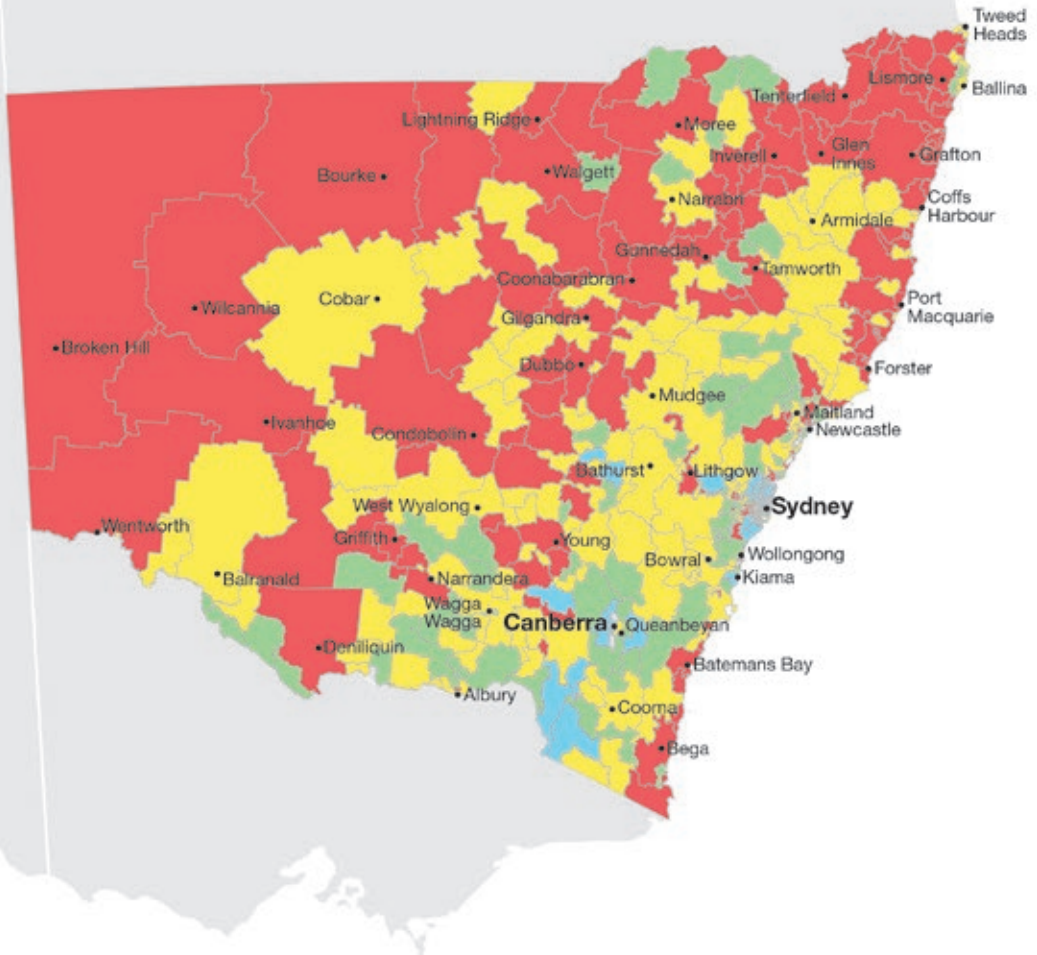 Tweed
Heads
Lismore
Ballina
Tenterfield
Lightning Ridge
Moree
Inverell
Glen
Innes
Grafton
Bourke
Walgett
Narrabri
Coffs
Harbour
Armidale
Gunnedah
Tamworth
Coonabarabran
Cobar
Wilcannia
Port
Macquarie
Gilgandra
Broken Hill
Dubbo
Forster
Mudgee
Maitland
Newcastle
Ivanhoe
Condobolin
Bathurst
Lithgow
West Wyalong
Sydney
Wentworth
Griffith
Young
Wollongong
Bowral
Kiama
Balranald
Narrandera
Wagga
Wagga
Canberra
Queanbeyan
Deniliquin
Batemans Bay
Albury
Cooma
Bega